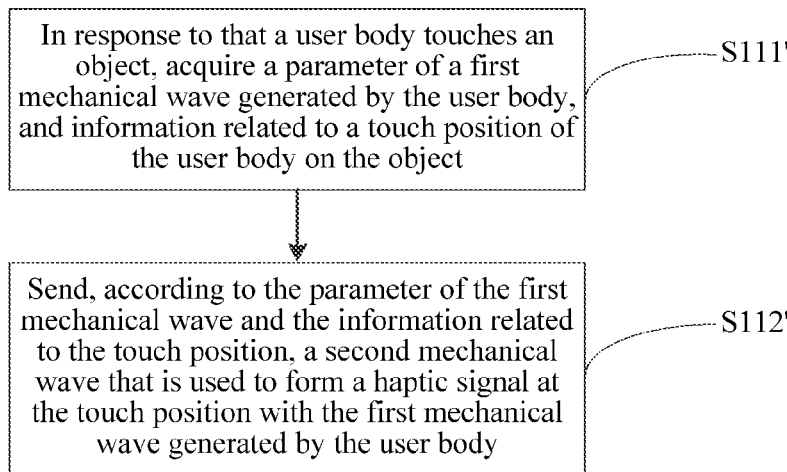 In response to that a user body touches an
object, acquire a parameter of a first
mechanical wave generated by the user body,
and information related to a touch position of
the user body on the object
S111'
Send, according to the parameter of the first
mechanical wave and the information related
to the touch position, a second mechanical
wave that is used to form a haptic signal at
the touch position with the first mechanical
wave generated by the user body
S112'